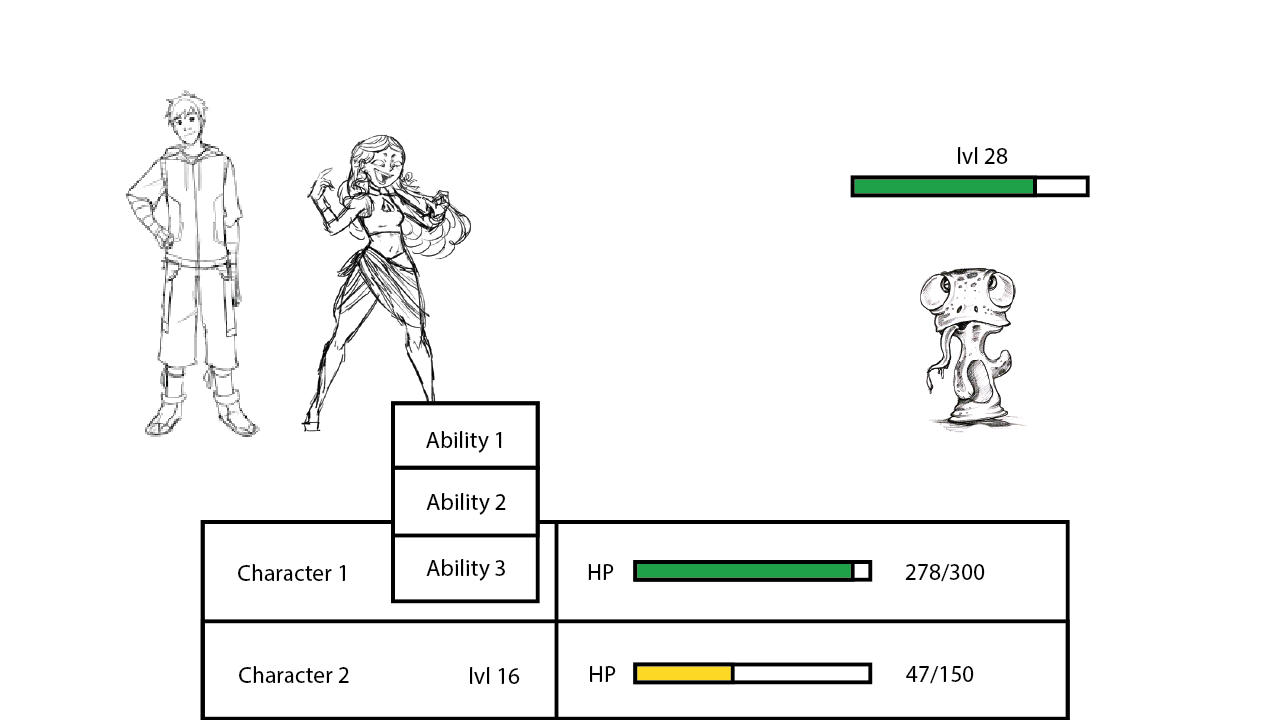 lvl 28
Ability 1
Ability 2
Ability 3
Character 1
HP 278/300
Character 2 lvl 16
HP 47/150